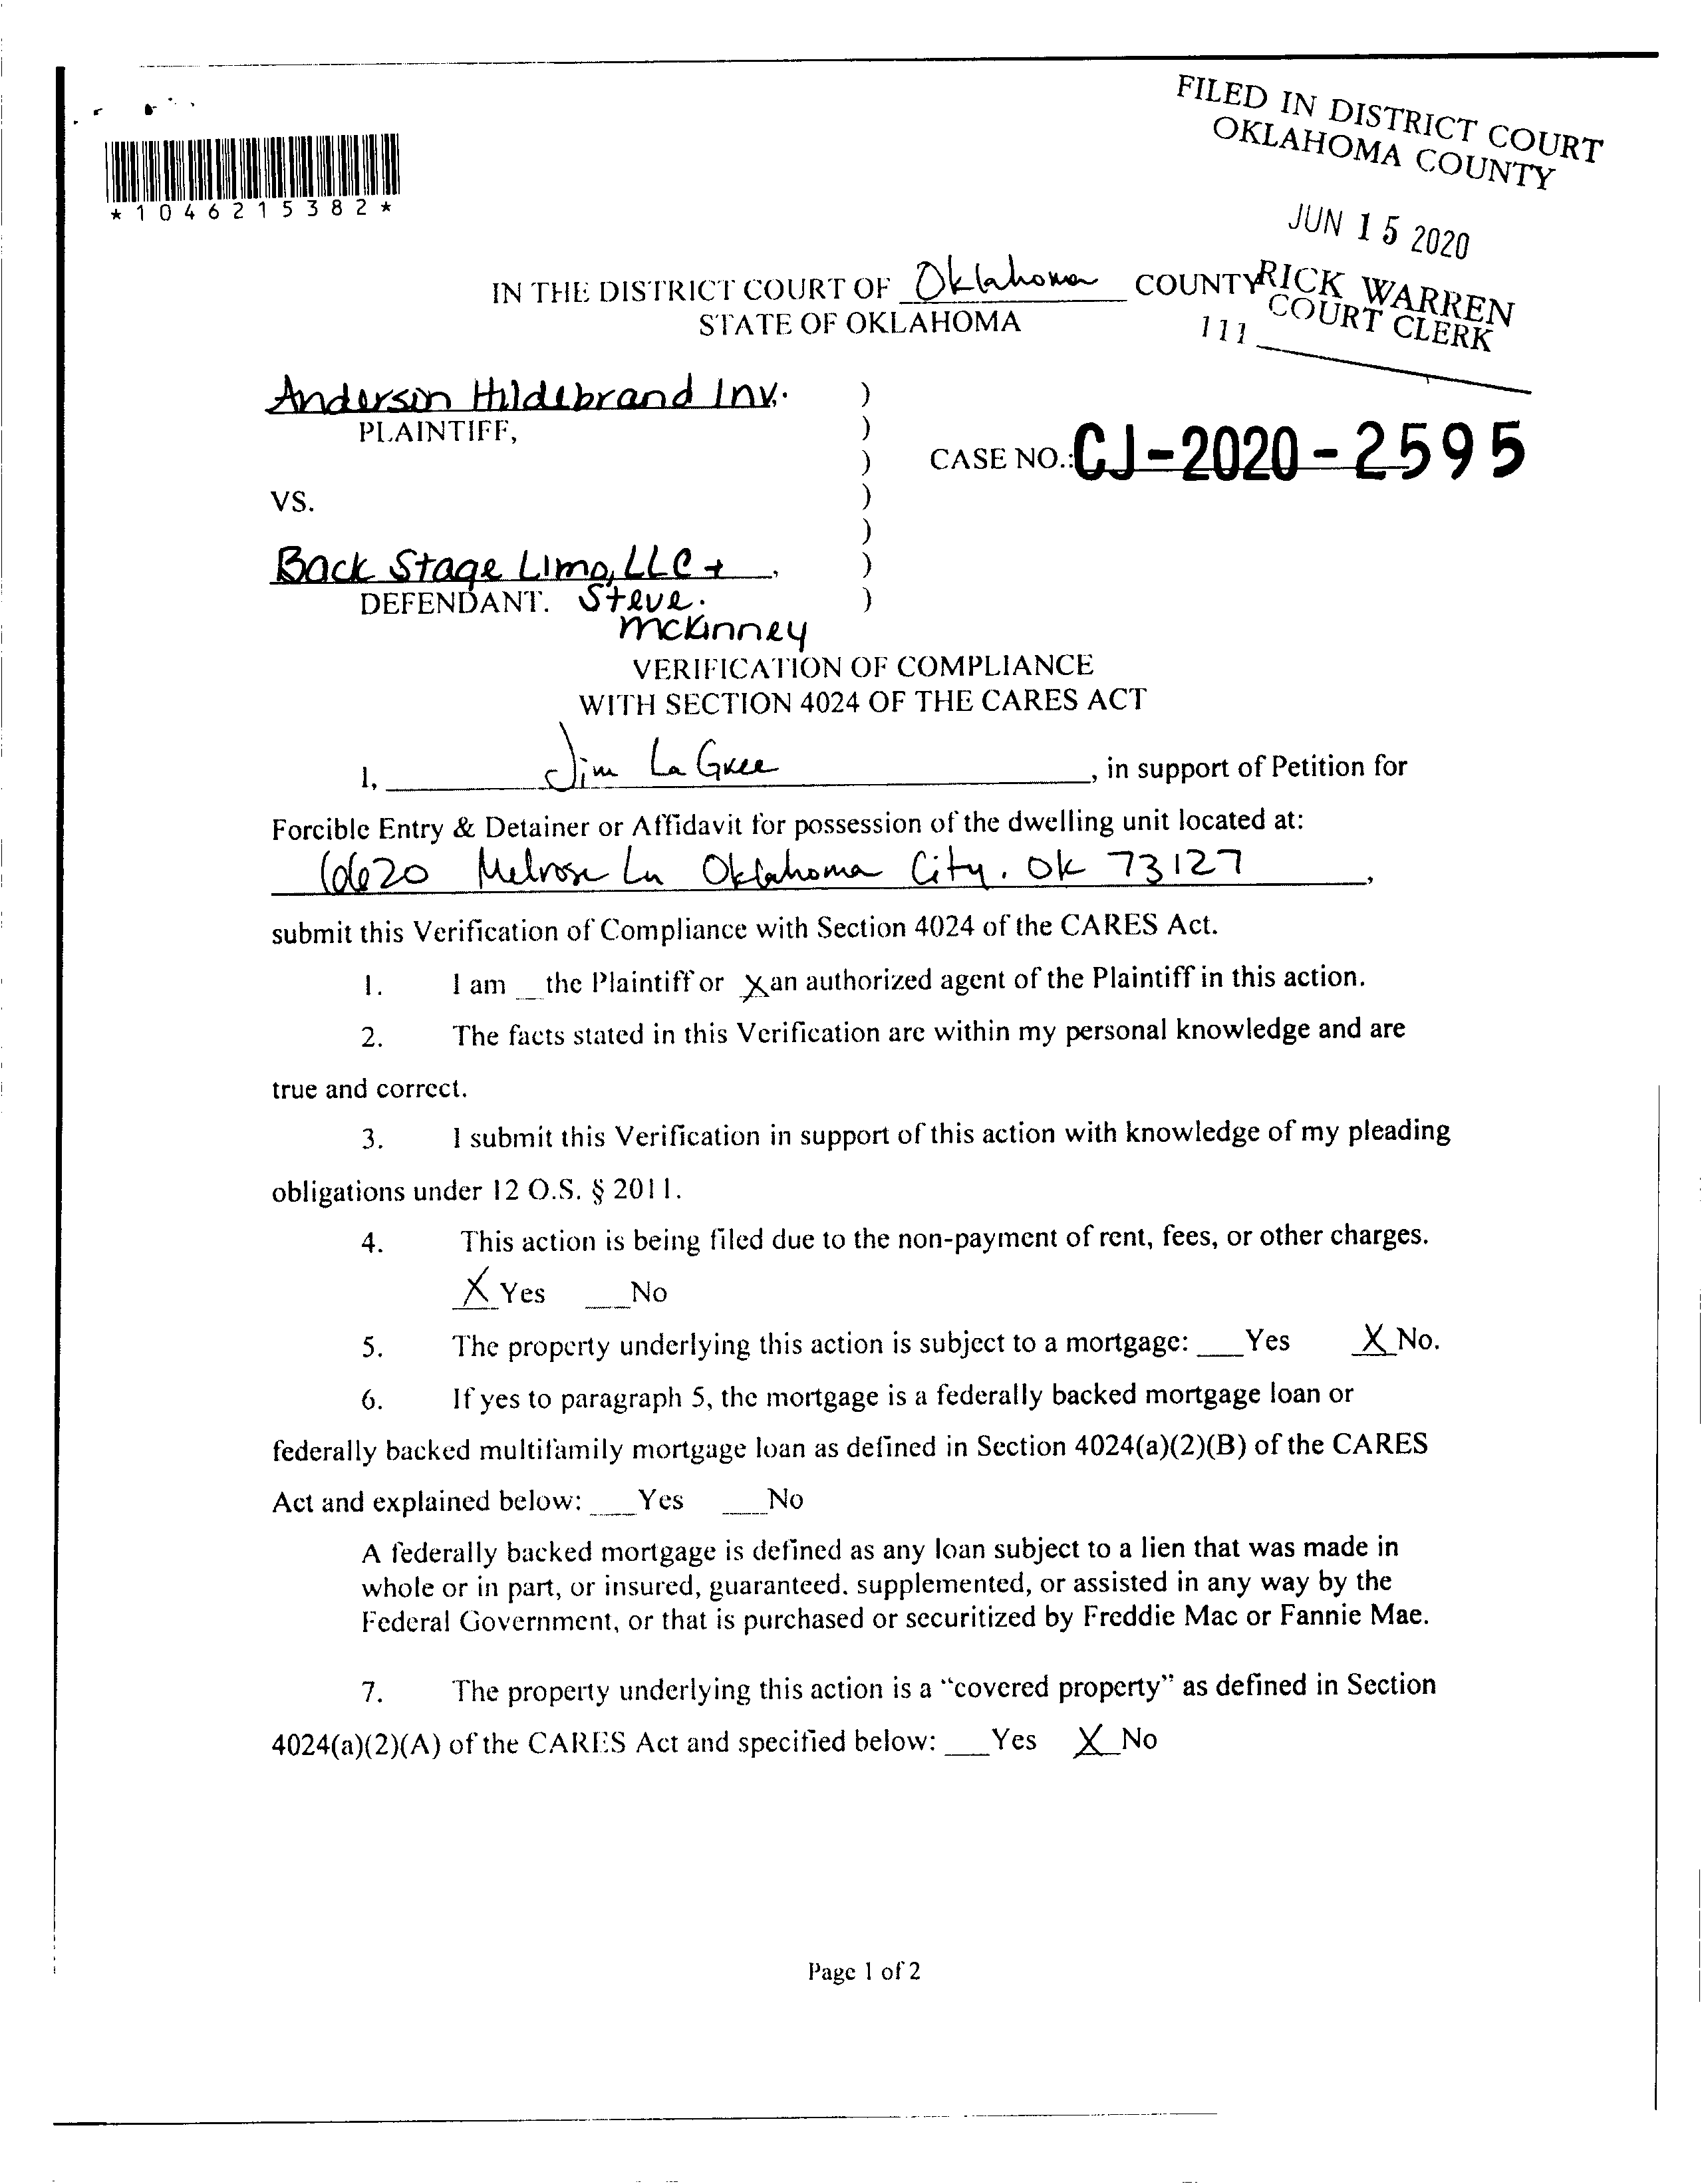 FILED IN DISTRICT COURT
OKLAHOMA COUNTY
*1046215382*
JUN 15 2020
IN THE DISTRICT COURT OF Oklahoma COUNTY
STATE OF OKLAHOMA
RICK WARREN
COURT CLERK
111
Anderson Hildebrand Inv.
PLAINTIFF,
CASE NO.: CJ-2020-2595
VS.
Back Stage Limo, LLC +
DEFENDANT. Steve
McKinney
VERIFICATION OF COMPLIANCE
WITH SECTION 4024 OF THE CARES ACT
I, Jim LaGree, in support of Petition for
Forcible Entry & Detainer or Affidavit for possession of the dwelling unit located at:
6620 Melrose Ln Oklahoma City, OK 73127,
submit this Verification of Compliance with Section 4024 of the CARES Act.
1. I am __ the Plaintiff or X an authorized agent of the Plaintiff in this action.
2. The facts stated in this Verification are within my personal knowledge and are
true and correct.
3. I submit this Verification in support of this action with knowledge of my pleading
obligations under 12 O.S. § 2011.
4. This action is being filed due to the non-payment of rent, fees, or other charges.
X Yes ___No
5. The property underlying this action is subject to a mortgage: ___Yes X No.
6. If yes to paragraph 5, the mortgage is a federally backed mortgage loan or
federally backed multifamily mortgage loan as defined in Section 4024(a)(2)(B) of the CARES
Act and explained below: ___Yes ___No
A federally backed mortgage is defined as any loan subject to a lien that was made in
whole or in part, or insured, guaranteed, supplemented, or assisted in any way by the
Federal Government, or that is purchased or securitized by Freddie Mac or Fannie Mae.
7. The property underlying this action is a "covered property" as defined in Section
4024(a)(2)(A) of the CARES Act and specified below: ___Yes X No
Page 1 of 2